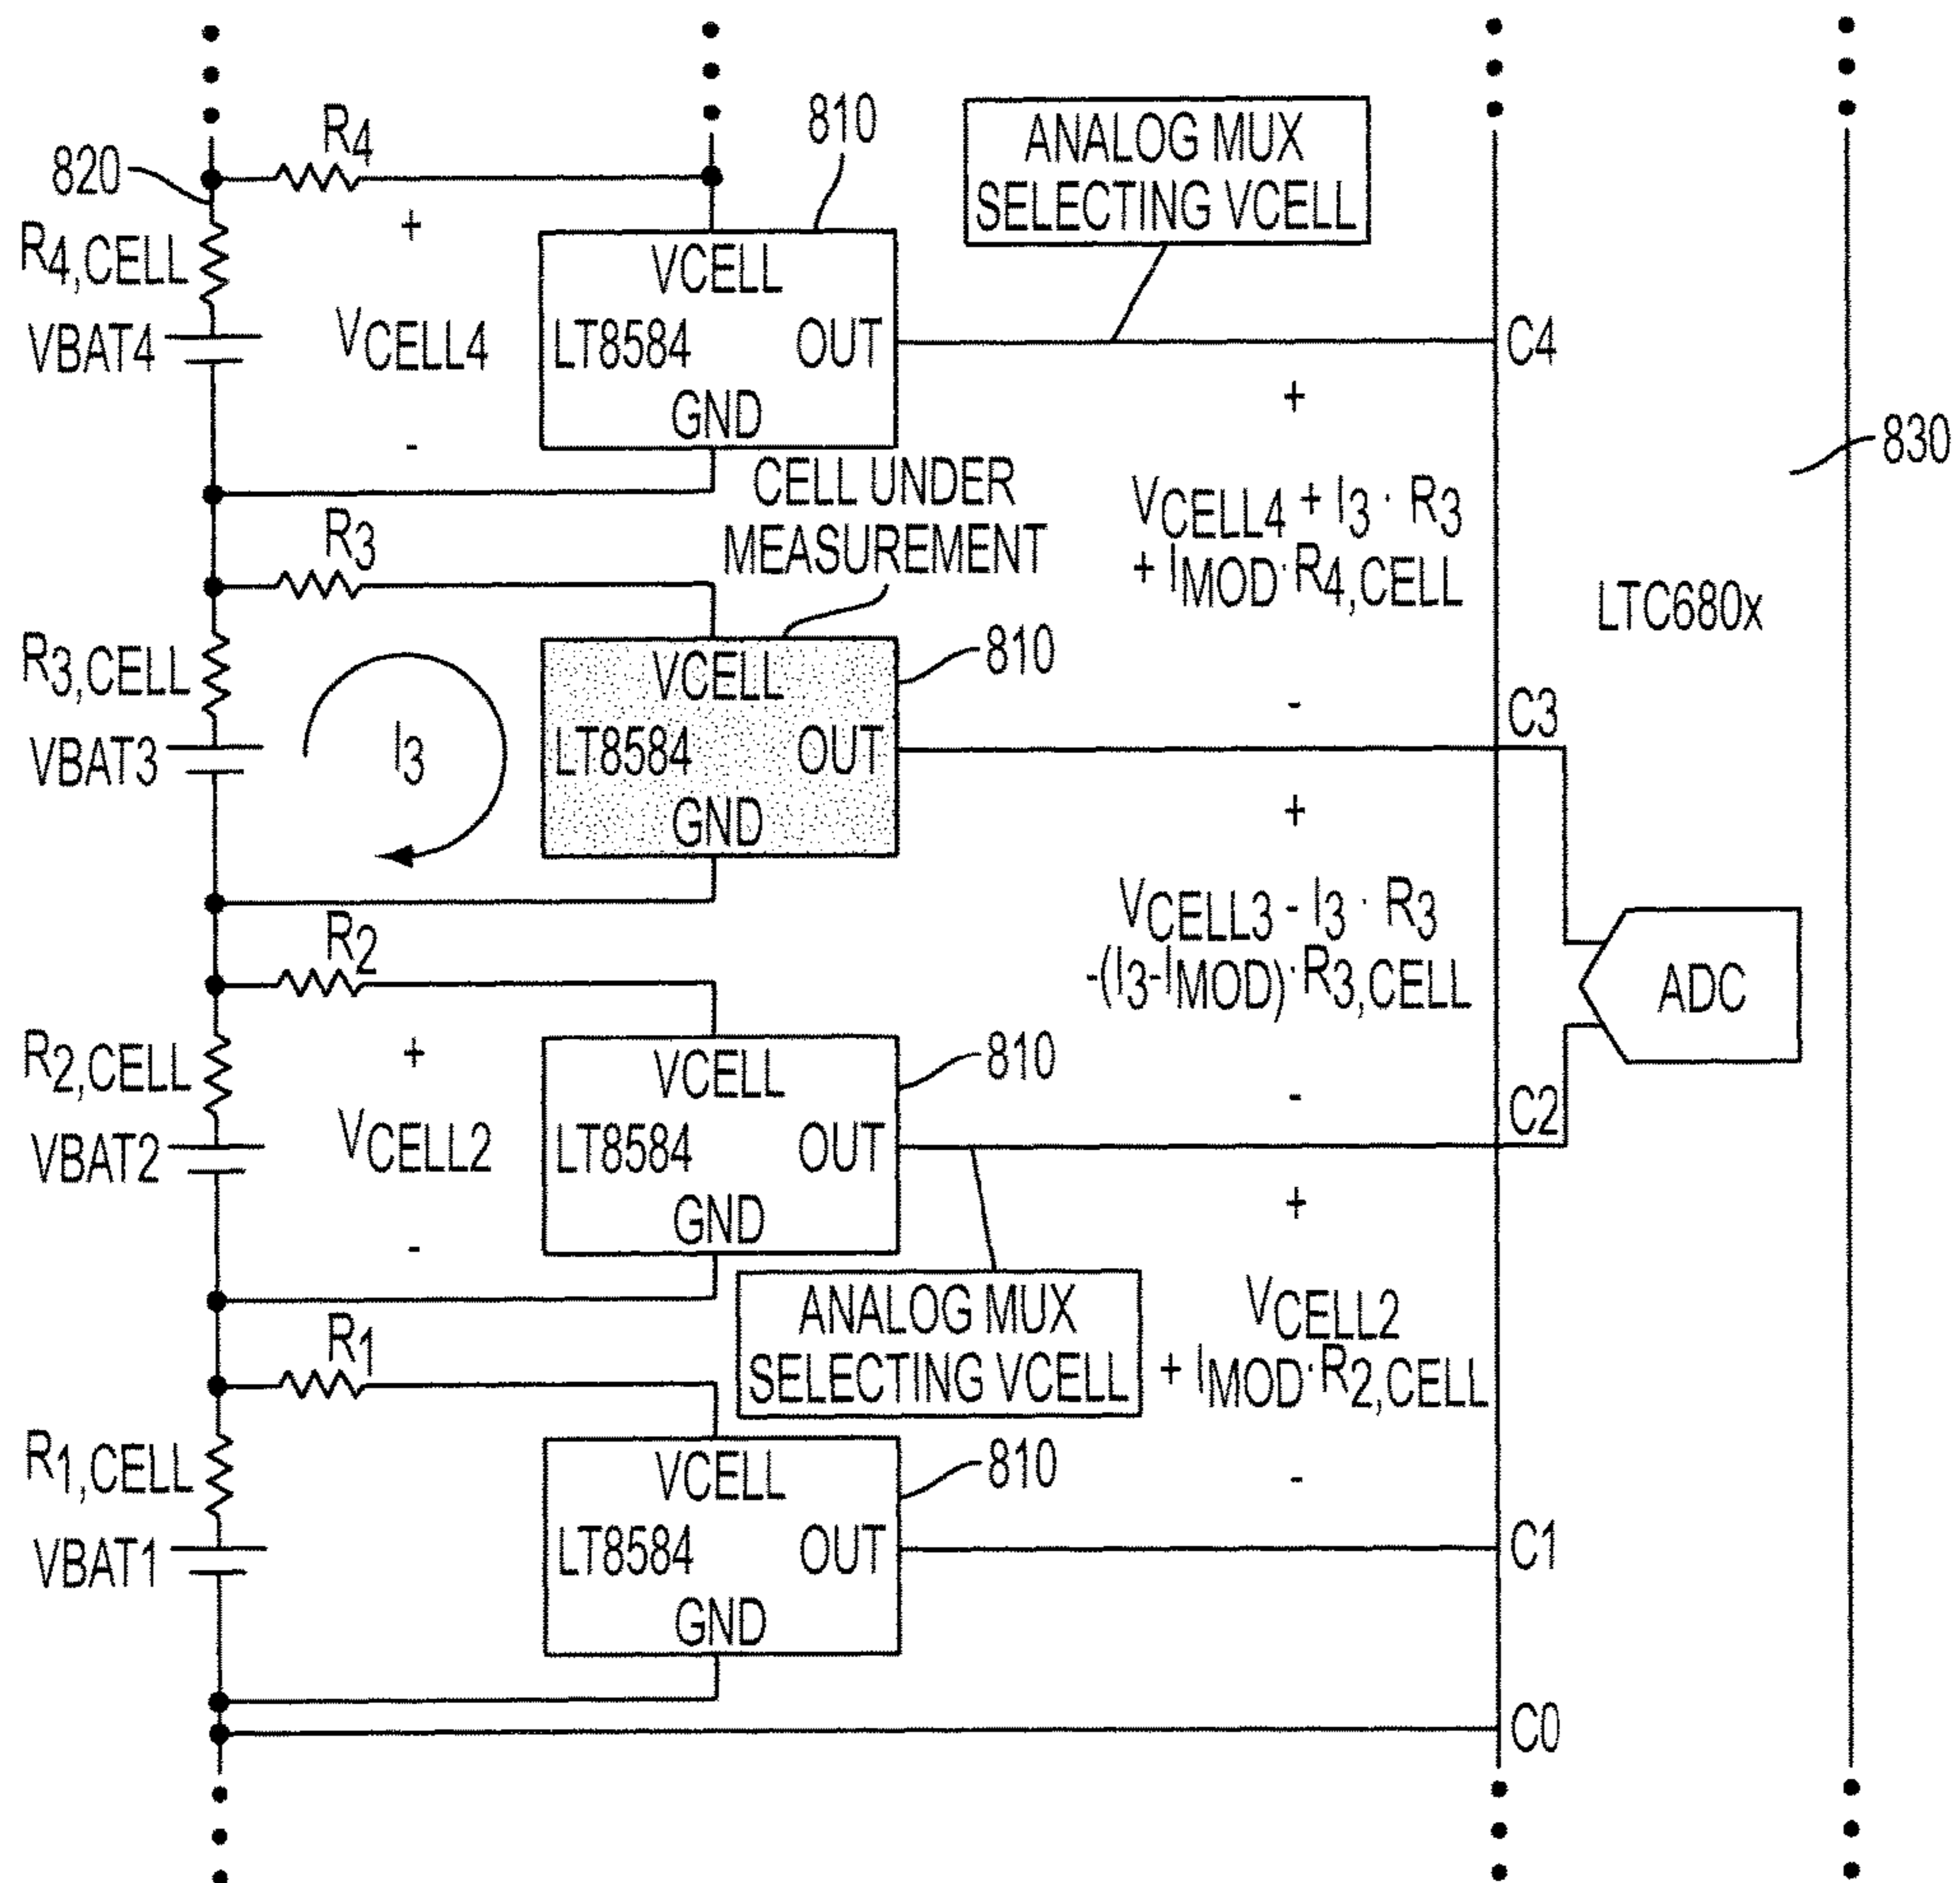 R4
810
ANALOG MUX
SELECTING VCELL
820
R4,CELL
VBAT4
+
VCELL4
-
VCELL
LT8584
OUT
GND
C4
+
VCELL4 + I3 · R3
+ IMOD · R4,CELL
-
830
LTC680x
CELL UNDER
MEASUREMENT
R3
R3,CELL
VBAT3
I3
VCELL
LT8584
OUT
GND
810
C3
+
VCELL3 - I3 · R3
-(I3-IMOD) · R3,CELL
-
ADC
R2
R2,CELL
VBAT2
+
VCELL2
-
VCELL
LT8584
OUT
GND
810
C2
+
VCELL2
+ IMOD · R2,CELL
-
ANALOG MUX
SELECTING VCELL
R1
R1,CELL
VBAT1
VCELL
LT8584
OUT
GND
810
C1
C0